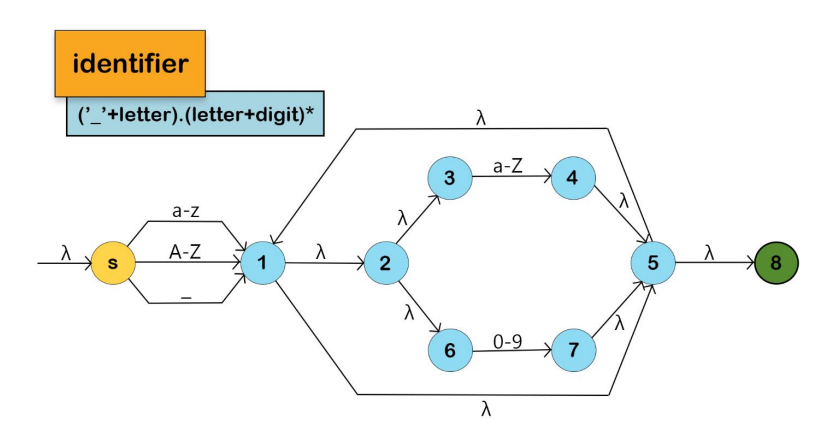 identifier
('_'+letter).(letter+digit)*
λ
3
a-Z
4
a-z
λ
λ
λ
s
A-Z
1
λ
2
5
λ
8
_
λ
λ
6
0-9
7
λ